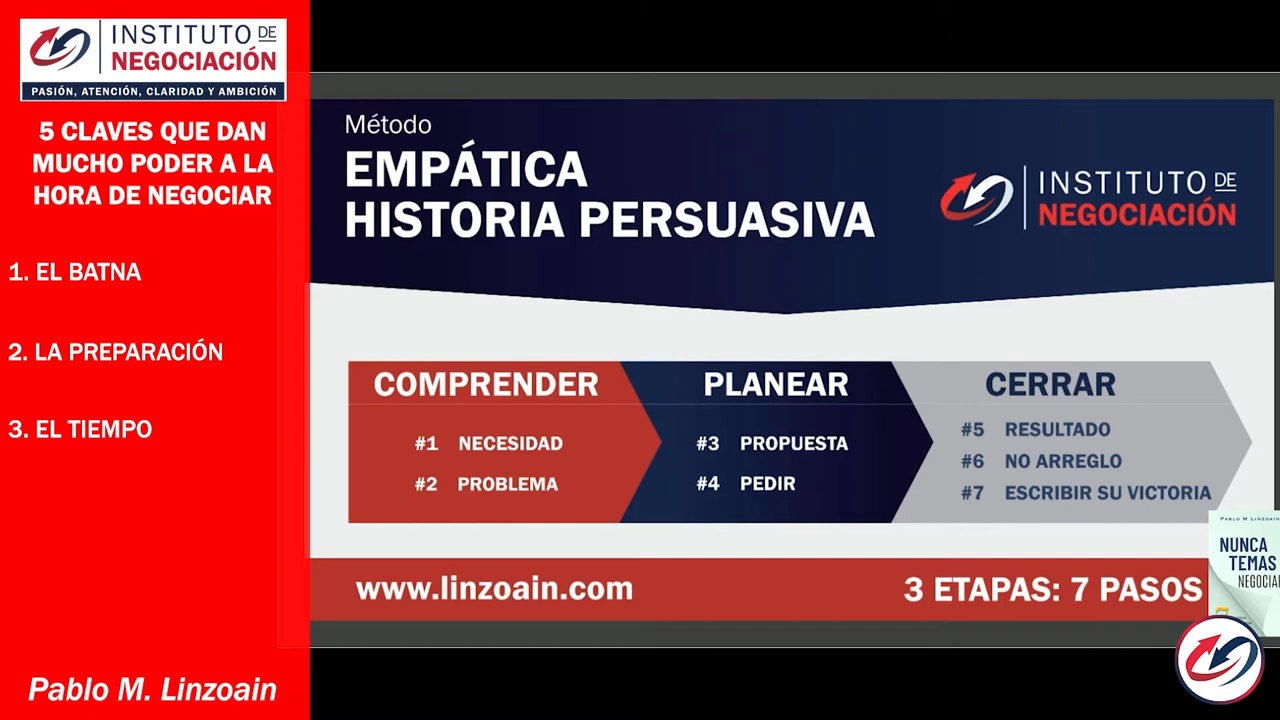 INSTITUTO DE
NEGOCIACIÓN
PASIÓN, ATENCIÓN, CLARIDAD Y AMBICIÓN
5 CLAVES QUE DAN
MUCHO PODER A LA
HORA DE NEGOCIAR
1. EL BATNA
2. LA PREPARACIÓN
3. EL TIEMPO
Pablo M. Linzoain
Método
EMPÁTICA
HISTORIA PERSUASIVA
INSTITUTO DE
NEGOCIACIÓN
COMPRENDER
#1 NECESIDAD
#2 PROBLEMA
PLANEAR
#3 PROPUESTA
#4 PEDIR
CERRAR
#5 RESULTADO
#6 NO ARREGLO
#7 ESCRIBIR SU VICTORIA
www.linzoain.com
3 ETAPAS: 7 PASOS
PABLO M LINZOAIN
NUNCA
TEMAS
NEGOCIA